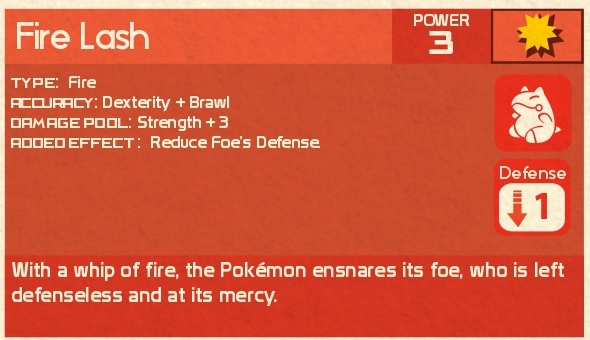 Fire Lash
POWER
3
TYPE: Fire
ACCURACY: Dexterity + Brawl
DAMAGE POOL: Strength + 3
ADDED EFFECT: Reduce Foe's Defense.
Defense
1
With a whip of fire, the Pokémon ensnares its foe, who is left
defenseless and at its mercy.